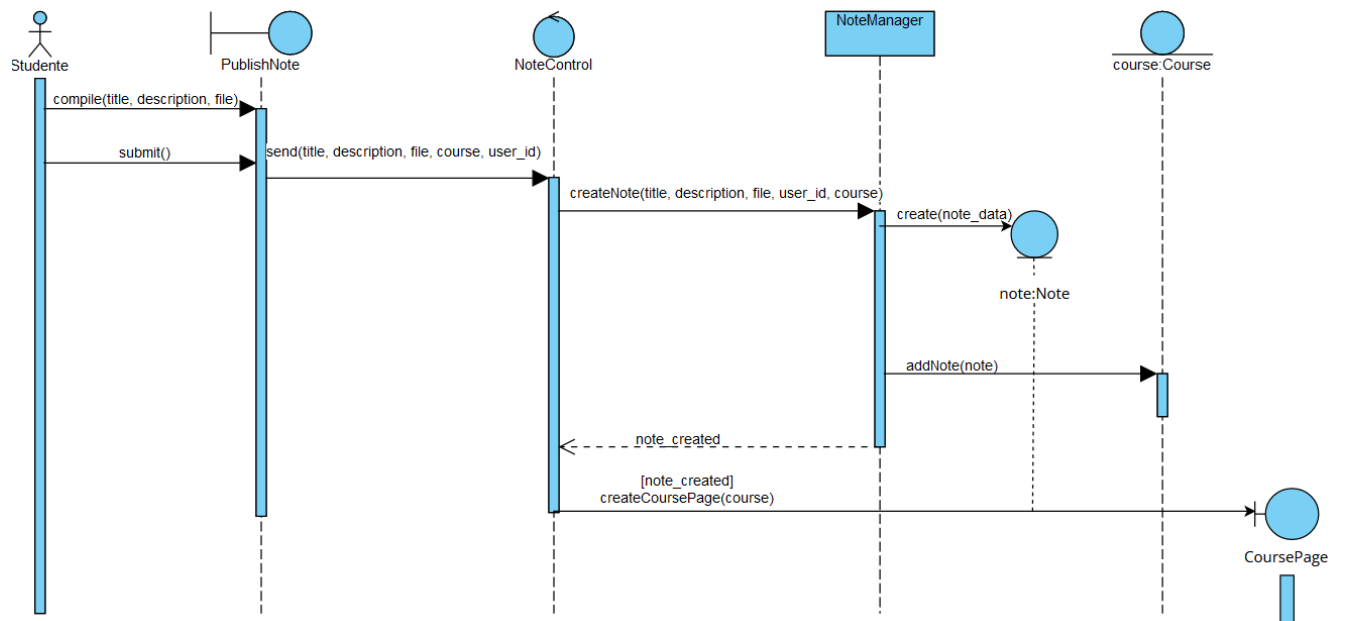 NoteManager
Studente
PublishNote
NoteControl
course:Course
compile(title, description, file)
submit()
send(title, description, file, course, user_id)
createNote(title, description, file, user_id, course)
create(note_data)
note:Note
addNote(note)
note_created
[note_created]
createCoursePage(course)
CoursePage